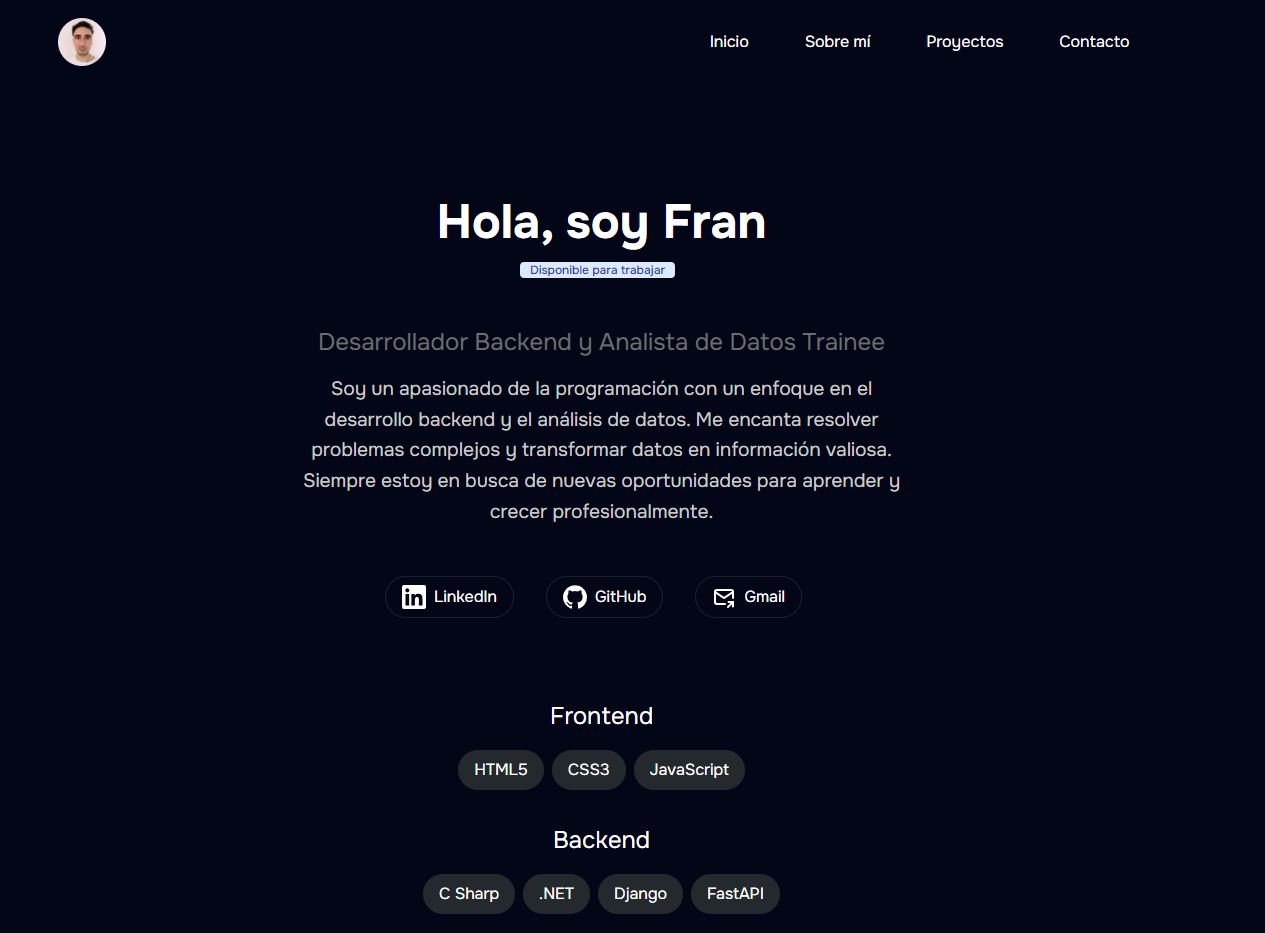 Inicio Sobre mí Proyectos Contacto
Hola, soy Fran
Disponible para trabajar
Desarrollador Backend y Analista de Datos Trainee
Soy un apasionado de la programación con un enfoque en el
desarrollo backend y el análisis de datos. Me encanta resolver
problemas complejos y transformar datos en información valiosa.
Siempre estoy en busca de nuevas oportunidades para aprender y
crecer profesionalmente.
LinkedIn GitHub Gmail
Frontend
HTML5 CSS3 JavaScript
Backend
C Sharp .NET Django FastAPI